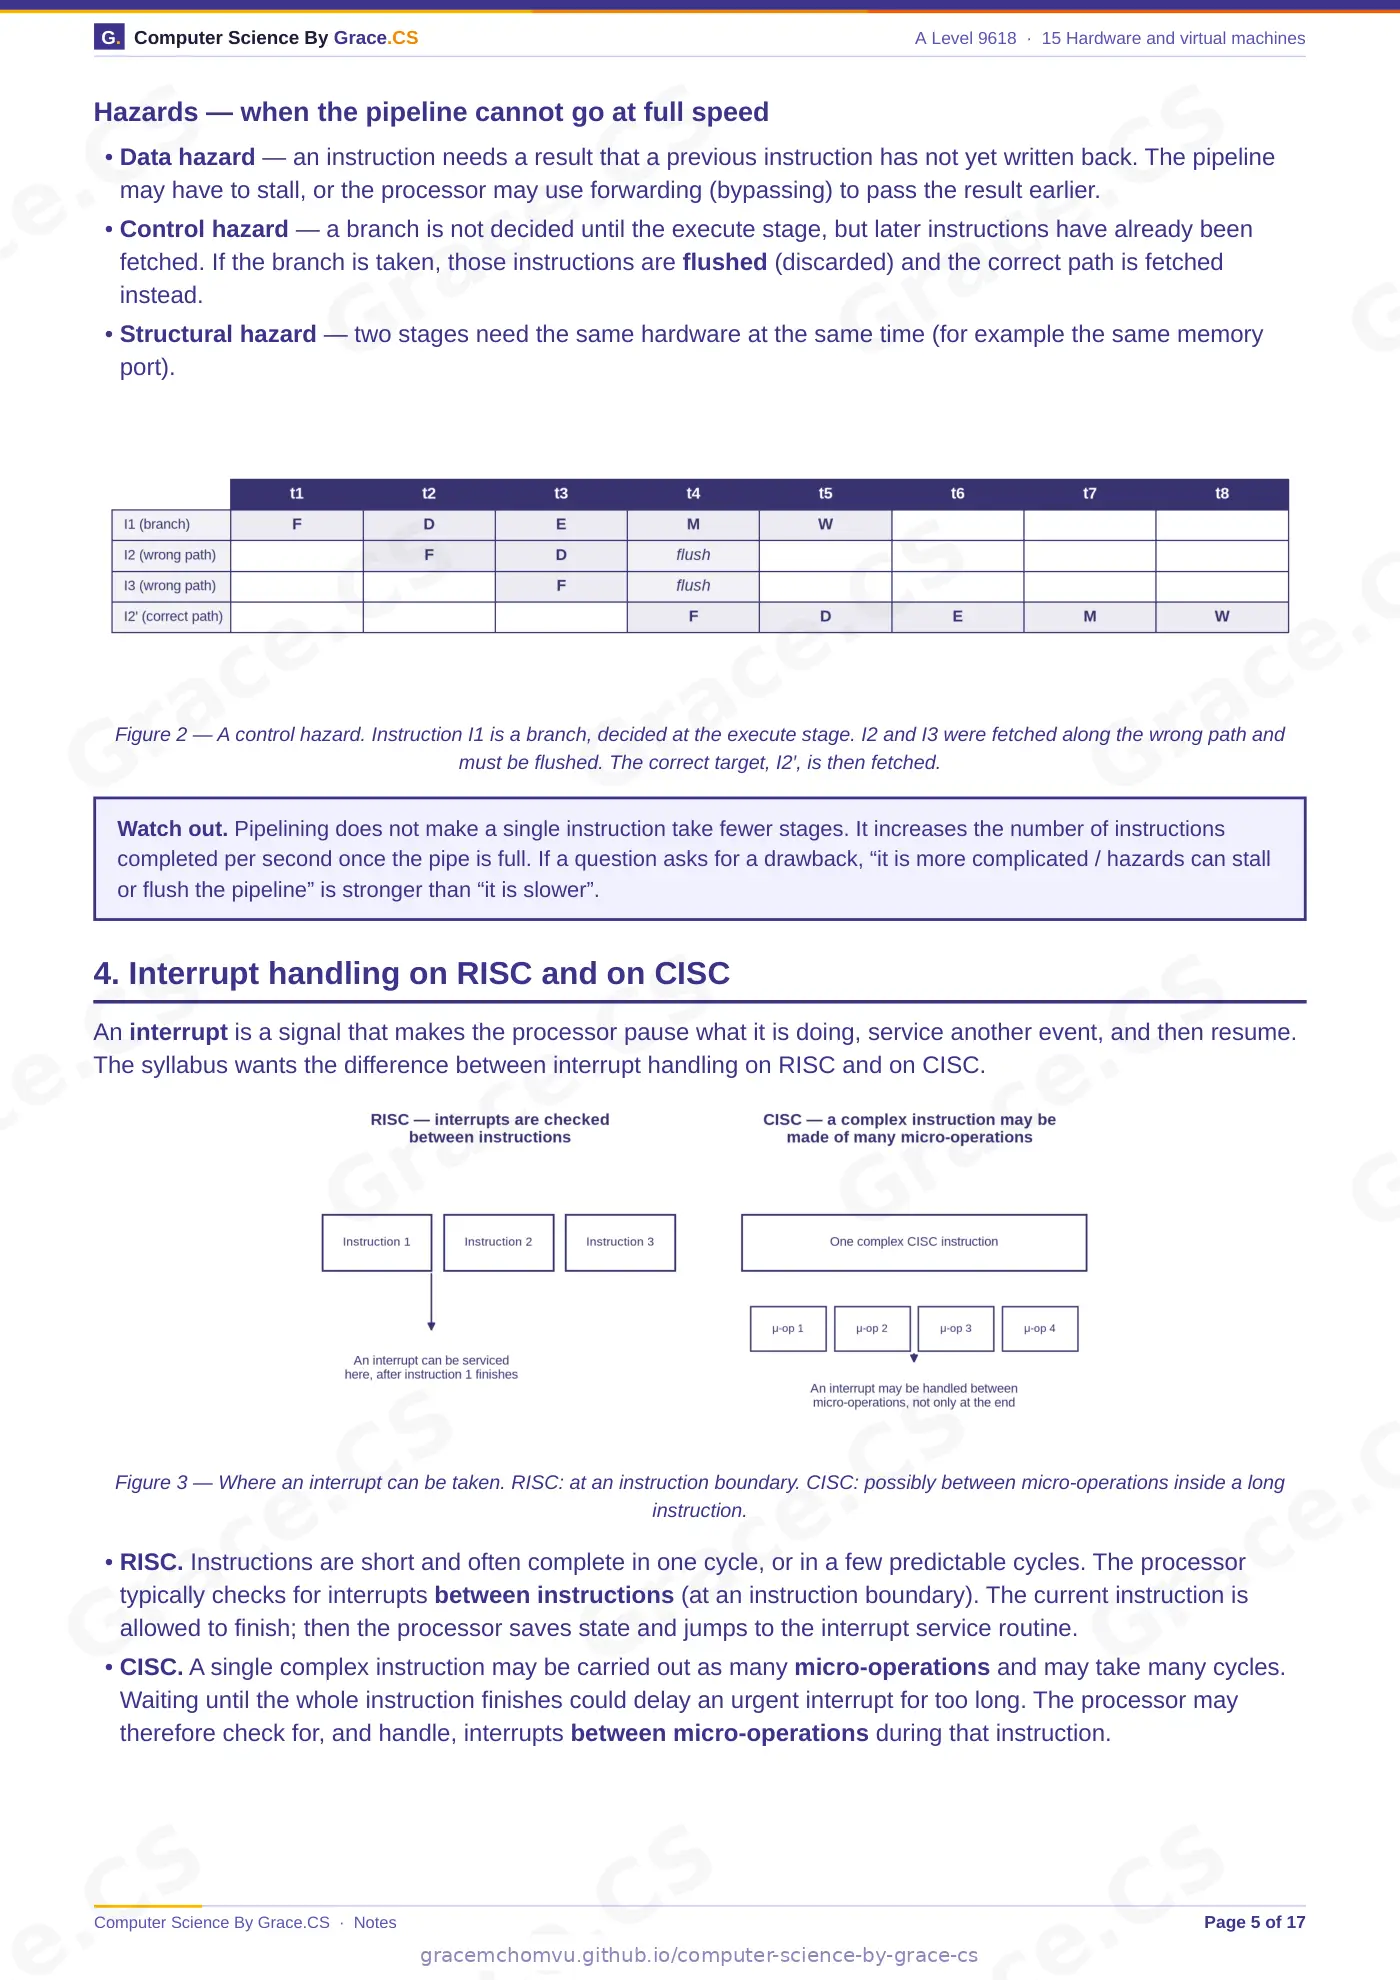 G. Computer Science By Grace.CS
A Level 9618 · 15 Hardware and virtual machines
Hazards — when the pipeline cannot go at full speed
• Data hazard — an instruction needs a result that a previous instruction has not yet written back. The pipeline
may have to stall, or the processor may use forwarding (bypassing) to pass the result earlier.
• Control hazard — a branch is not decided until the execute stage, but later instructions have already been
fetched. If the branch is taken, those instructions are flushed (discarded) and the correct path is fetched
instead.
• Structural hazard — two stages need the same hardware at the same time (for example the same memory
port).
t1 t2 t3 t4 t5 t6 t7 t8
I1 (branch) F D E M W
I2 (wrong path) F D flush
I3 (wrong path) F flush
I2' (correct path) F D E M W
Figure 2 — A control hazard. Instruction I1 is a branch, decided at the execute stage. I2 and I3 were fetched along the wrong path and
must be flushed. The correct target, I2′, is then fetched.
Watch out. Pipelining does not make a single instruction take fewer stages. It increases the number of instructions
completed per second once the pipe is full. If a question asks for a drawback, “it is more complicated / hazards can stall
or flush the pipeline” is stronger than “it is slower”.
4. Interrupt handling on RISC and on CISC
An interrupt is a signal that makes the processor pause what it is doing, service another event, and then resume.
The syllabus wants the difference between interrupt handling on RISC and on CISC.
RISC — interrupts are checked
between instructions
Instruction 1 Instruction 2 Instruction 3
An interrupt can be serviced
here, after instruction 1 finishes
CISC — a complex instruction may be
made of many micro-operations
One complex CISC instruction
μ-op 1 μ-op 2 μ-op 3 μ-op 4
An interrupt may be handled between
micro-operations, not only at the end
Figure 3 — Where an interrupt can be taken. RISC: at an instruction boundary. CISC: possibly between micro-operations inside a long
instruction.
• RISC. Instructions are short and often complete in one cycle, or in a few predictable cycles. The processor
typically checks for interrupts between instructions (at an instruction boundary). The current instruction is
allowed to finish; then the processor saves state and jumps to the interrupt service routine.
• CISC. A single complex instruction may be carried out as many micro-operations and may take many cycles.
Waiting until the whole instruction finishes could delay an urgent interrupt for too long. The processor may
therefore check for, and handle, interrupts between micro-operations during that instruction.
Computer Science By Grace.CS · Notes
Page 5 of 17
gracemchomvu.github.io/computer-science-by-grace-cs